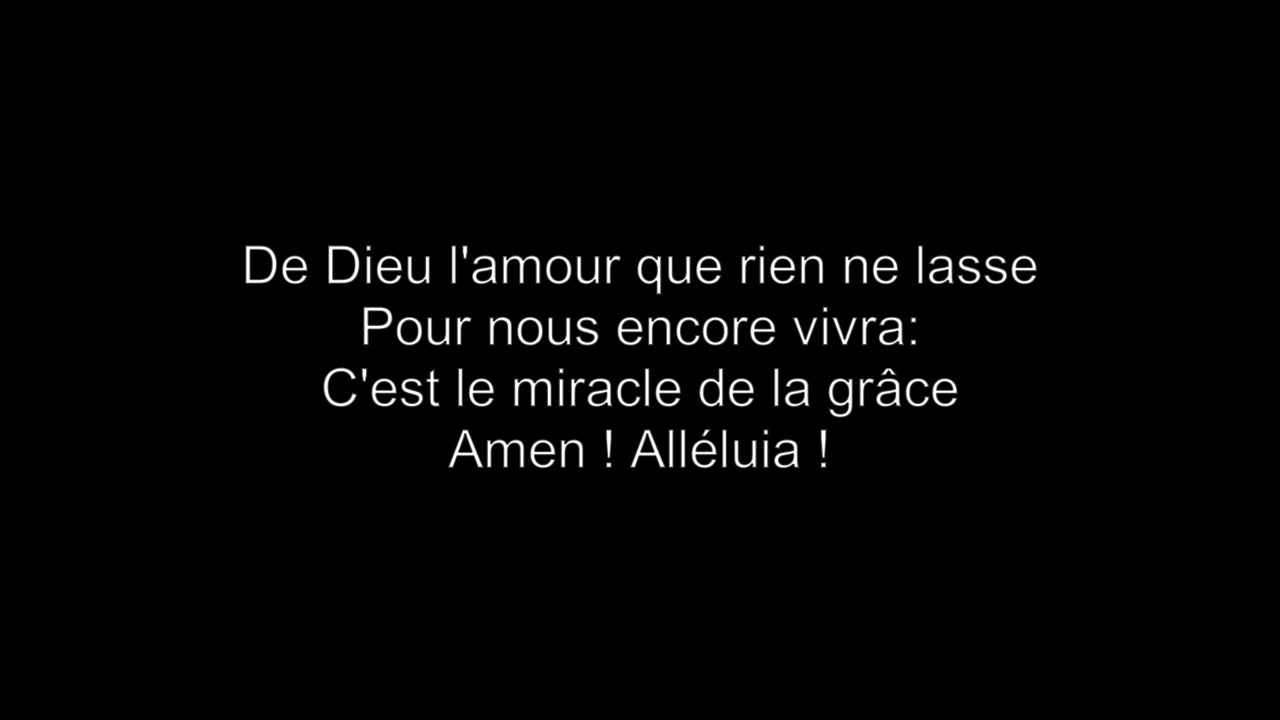 De Dieu l'amour que rien ne lasse
Pour nous encore vivra:
C'est le miracle de la grâce
Amen ! Alléluia !